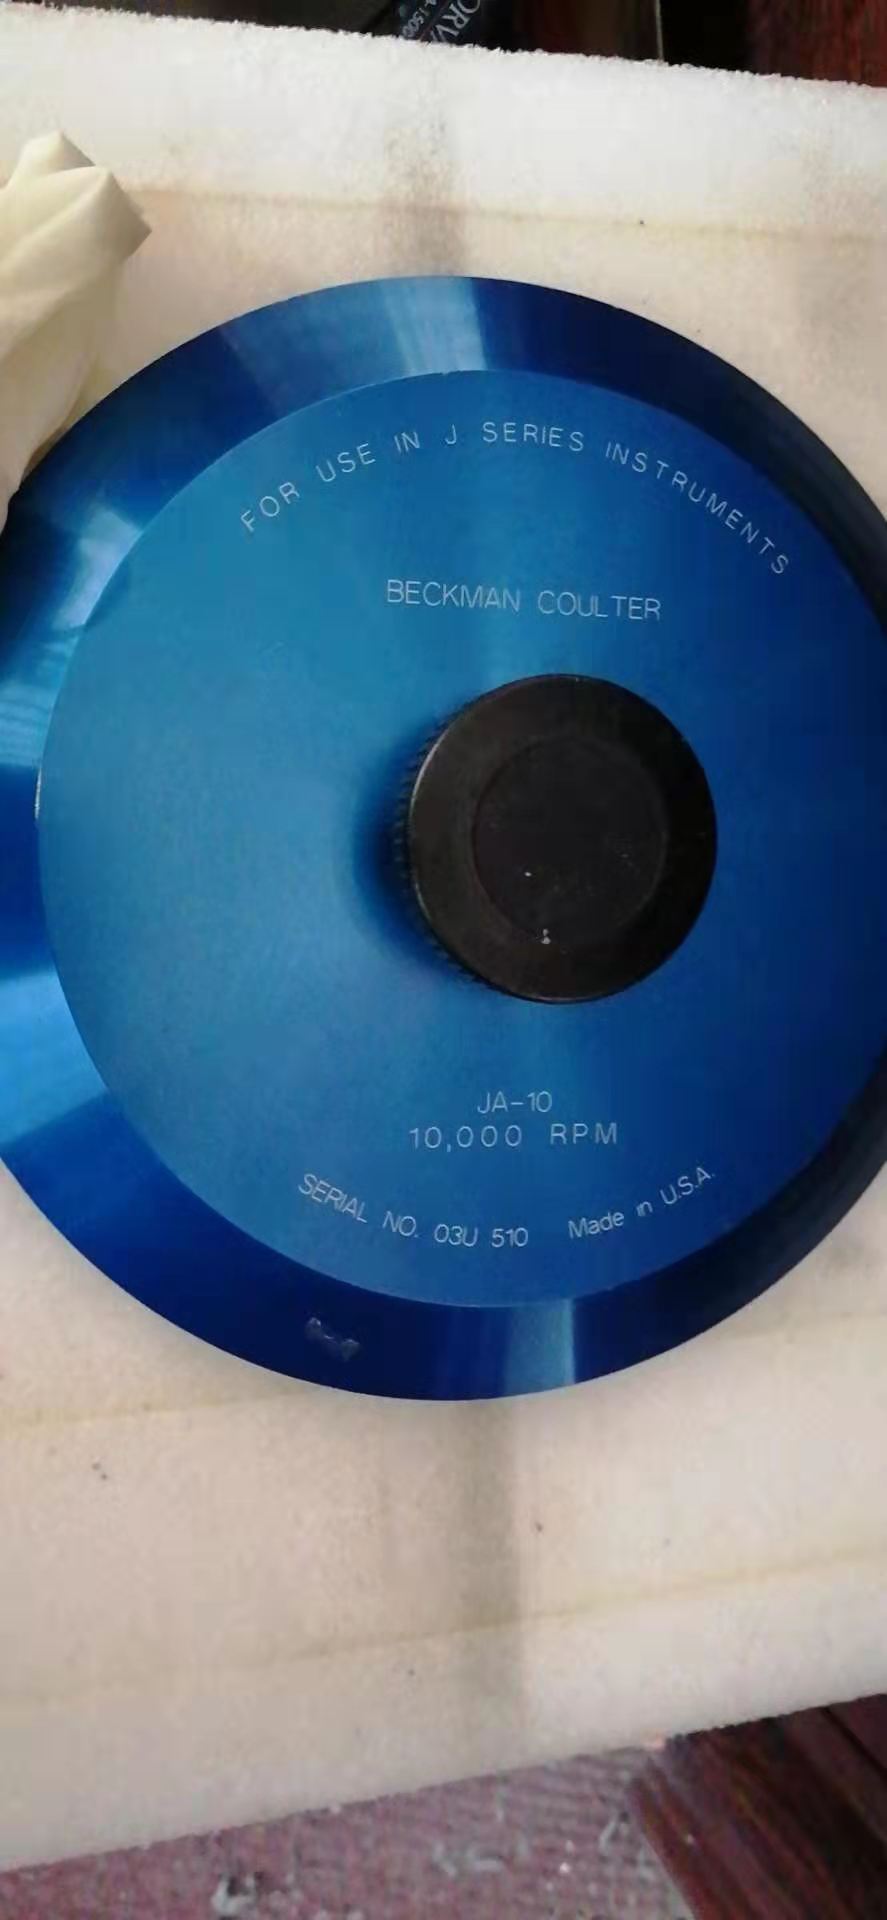 FOR USE IN J SERIES INSTRUMENTS
BECKMAN COULTER
JA-10
10,000 RPM
SERIAL NO. 03U 510 Made in U.S.A.